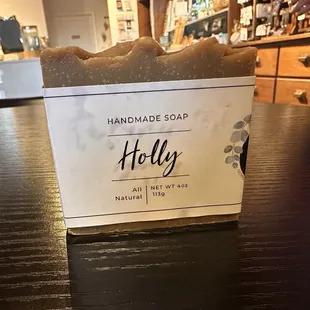 HANDMADE SOAP
Holly
All
Natural
NET WT 4oz
113g